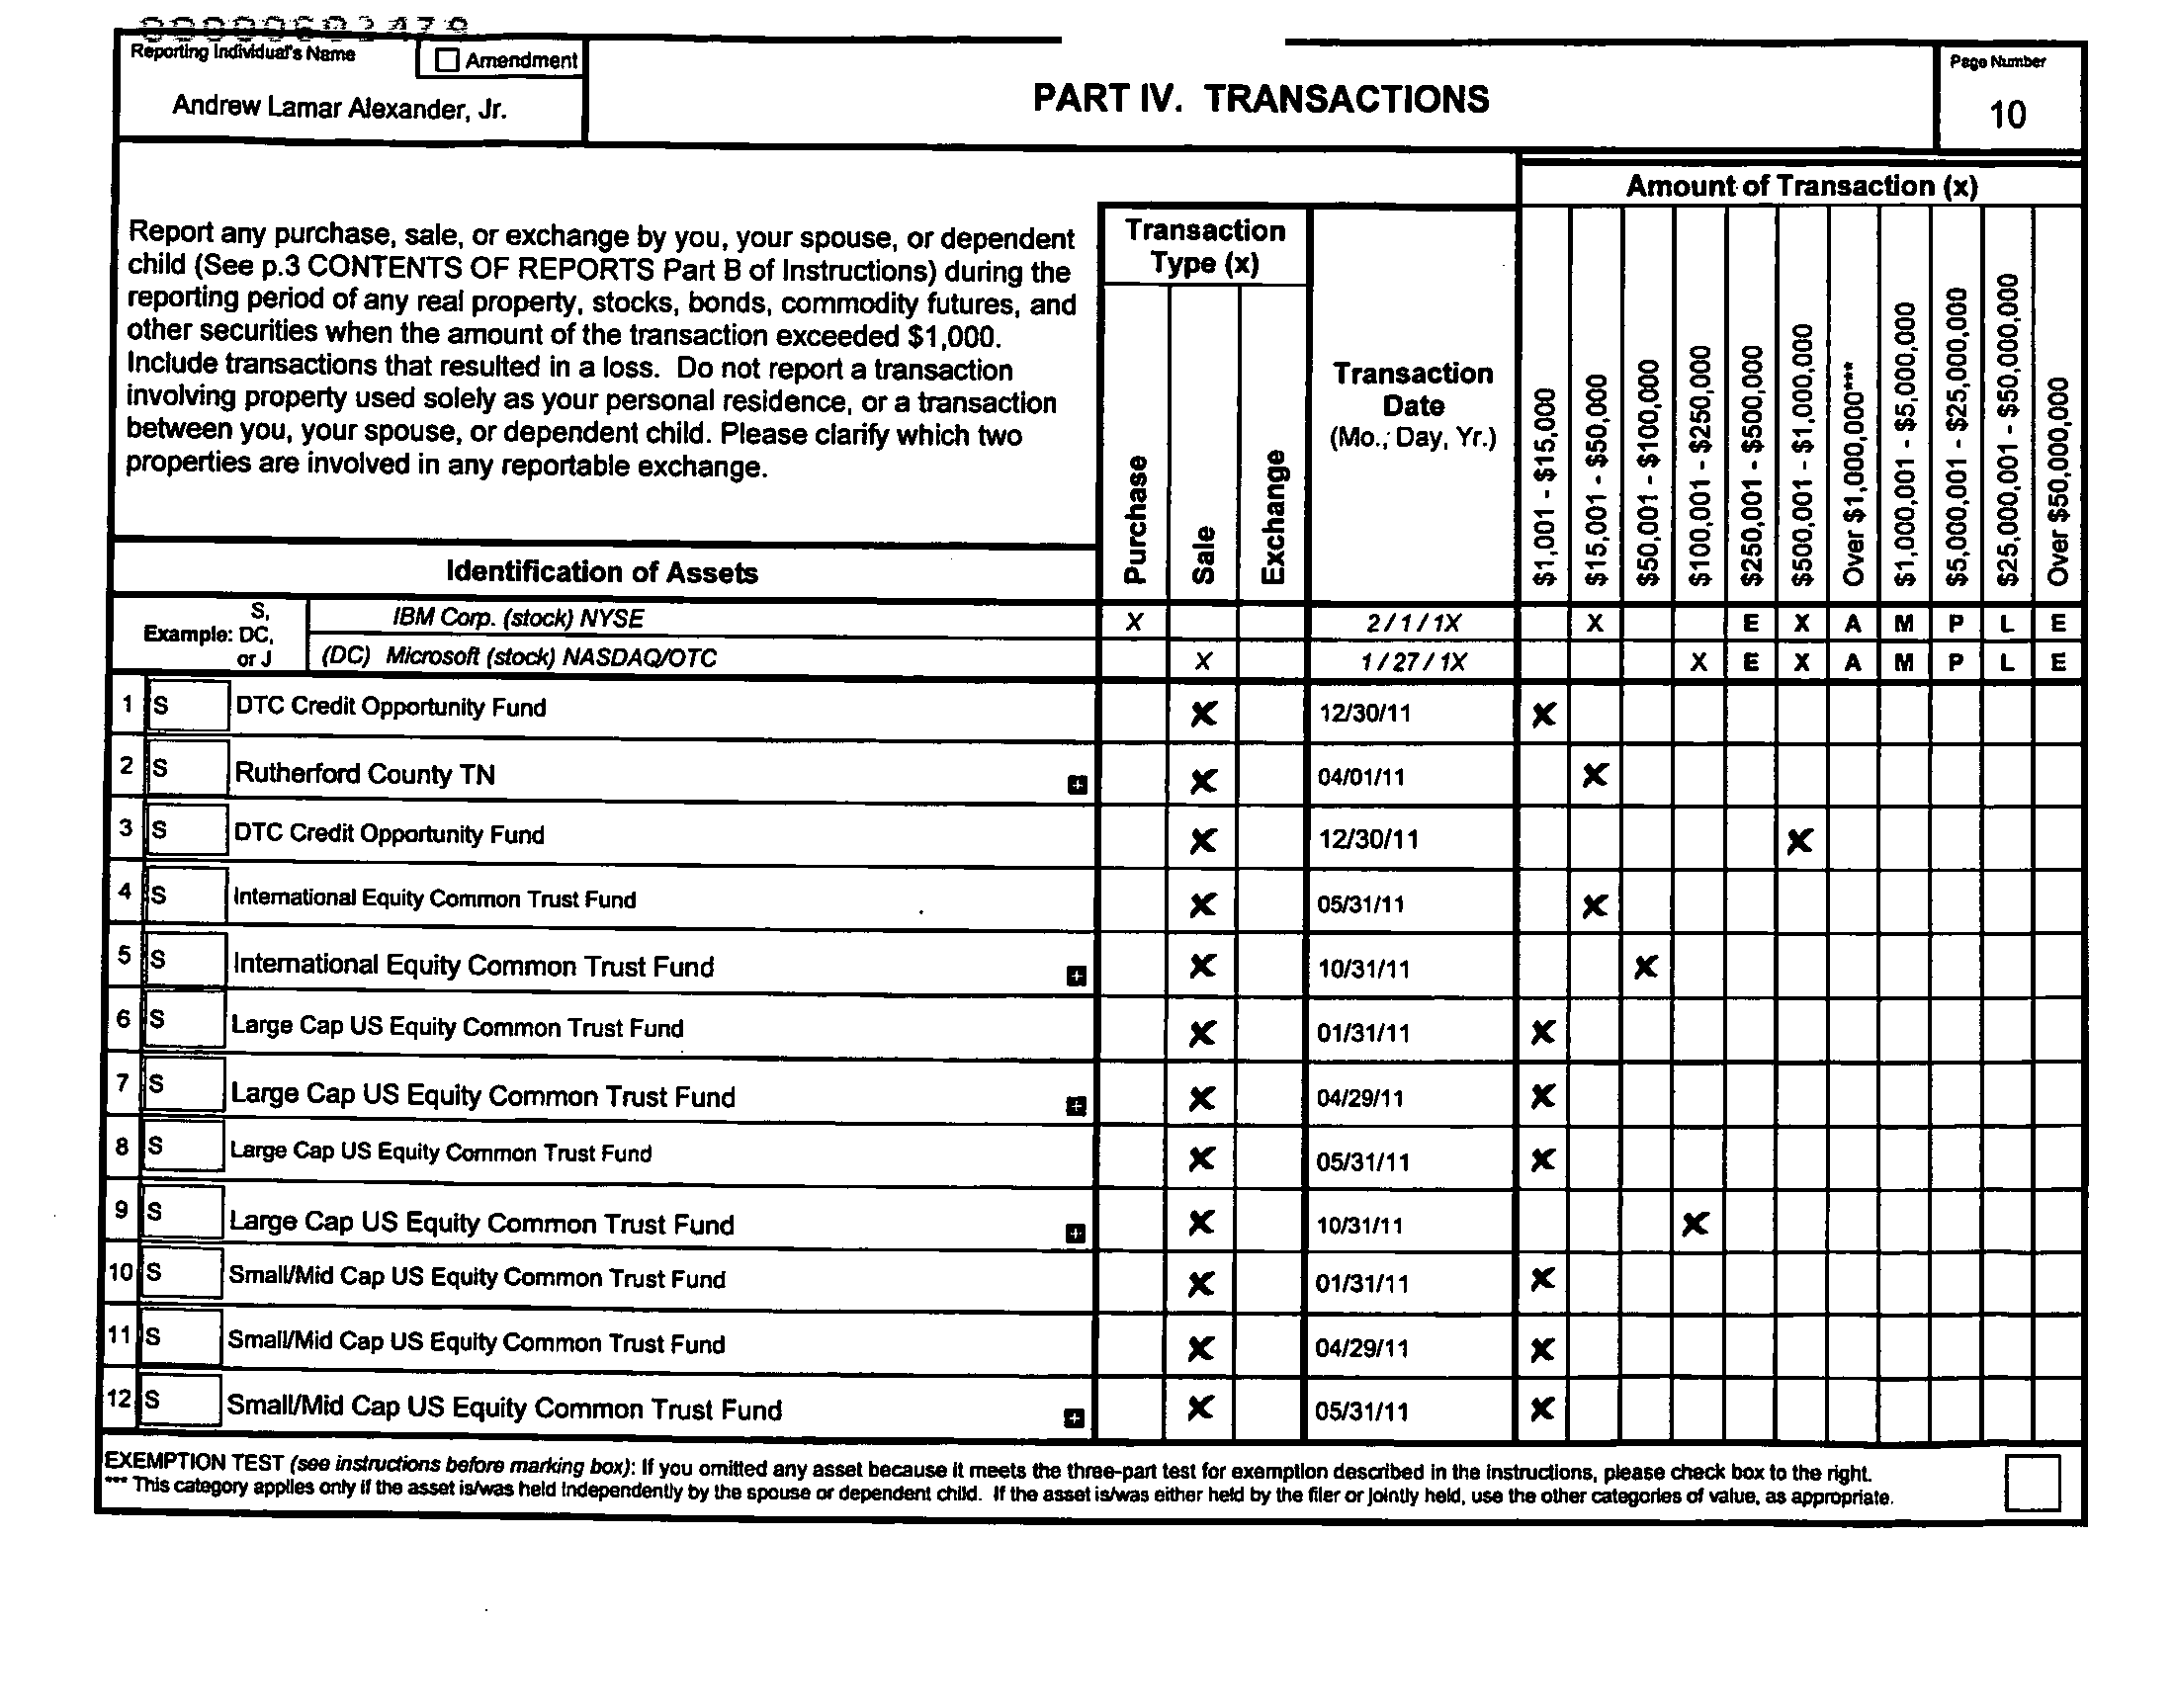 Reporting Individual's Name
☐ Amendment
Andrew Lamar Alexander, Jr.
PART IV. TRANSACTIONS
Page Number
10
Amount of Transaction (x)
Report any purchase, sale, or exchange by you, your spouse, or dependent
child (See p.3 CONTENTS OF REPORTS Part B of Instructions) during the
reporting period of any real property, stocks, bonds, commodity futures, and
other securities when the amount of the transaction exceeded $1,000.
Include transactions that resulted in a loss. Do not report a transaction
involving property used solely as your personal residence, or a transaction
between you, your spouse, or dependent child. Please clarify which two
properties are involved in any reportable exchange.
Transaction
Type (x)
Purchase
Sale
Exchange
Transaction
Date
(Mo., Day, Yr.)
$1,001 - $15,000
$15,001 - $50,000
$50,001 - $100,000
$100,001 - $250,000
$250,001 - $500,000
$500,001 - $1,000,000
Over $1,000,000***
$1,000,001 - $5,000,000
$5,000,001 - $25,000,000
$25,000,001 - $50,000,000
Over $50,000,000
Identification of Assets
Example: S, DC, or J
IBM Corp. (stock) NYSE X 2 / 1 / 1X X E X A M P L E
(DC) Microsoft (stock) NASDAQ/OTC X 1 / 27 / 1X X E X A M P L E
1 S DTC Credit Opportunity Fund X 12/30/11 X
2 S Rutherford County TN + X 04/01/11 X
3 S DTC Credit Opportunity Fund X 12/30/11 X
4 S International Equity Common Trust Fund X 05/31/11 X
5 S International Equity Common Trust Fund + X 10/31/11 X
6 S Large Cap US Equity Common Trust Fund X 01/31/11 X
7 S Large Cap US Equity Common Trust Fund + X 04/29/11 X
8 S Large Cap US Equity Common Trust Fund X 05/31/11 X
9 S Large Cap US Equity Common Trust Fund + X 10/31/11 X
10 S Small/Mid Cap US Equity Common Trust Fund X 01/31/11 X
11 S Small/Mid Cap US Equity Common Trust Fund X 04/29/11 X
12 S Small/Mid Cap US Equity Common Trust Fund + X 05/31/11 X
EXEMPTION TEST (see instructions before marking box): If you omitted any asset because it meets the three-part test for exemption described in the instructions, please check box to the right.
*** This category applies only if the asset is/was held independently by the spouse or dependent child. If the asset is/was either held by the filer or jointly held, use the other categories of value, as appropriate.